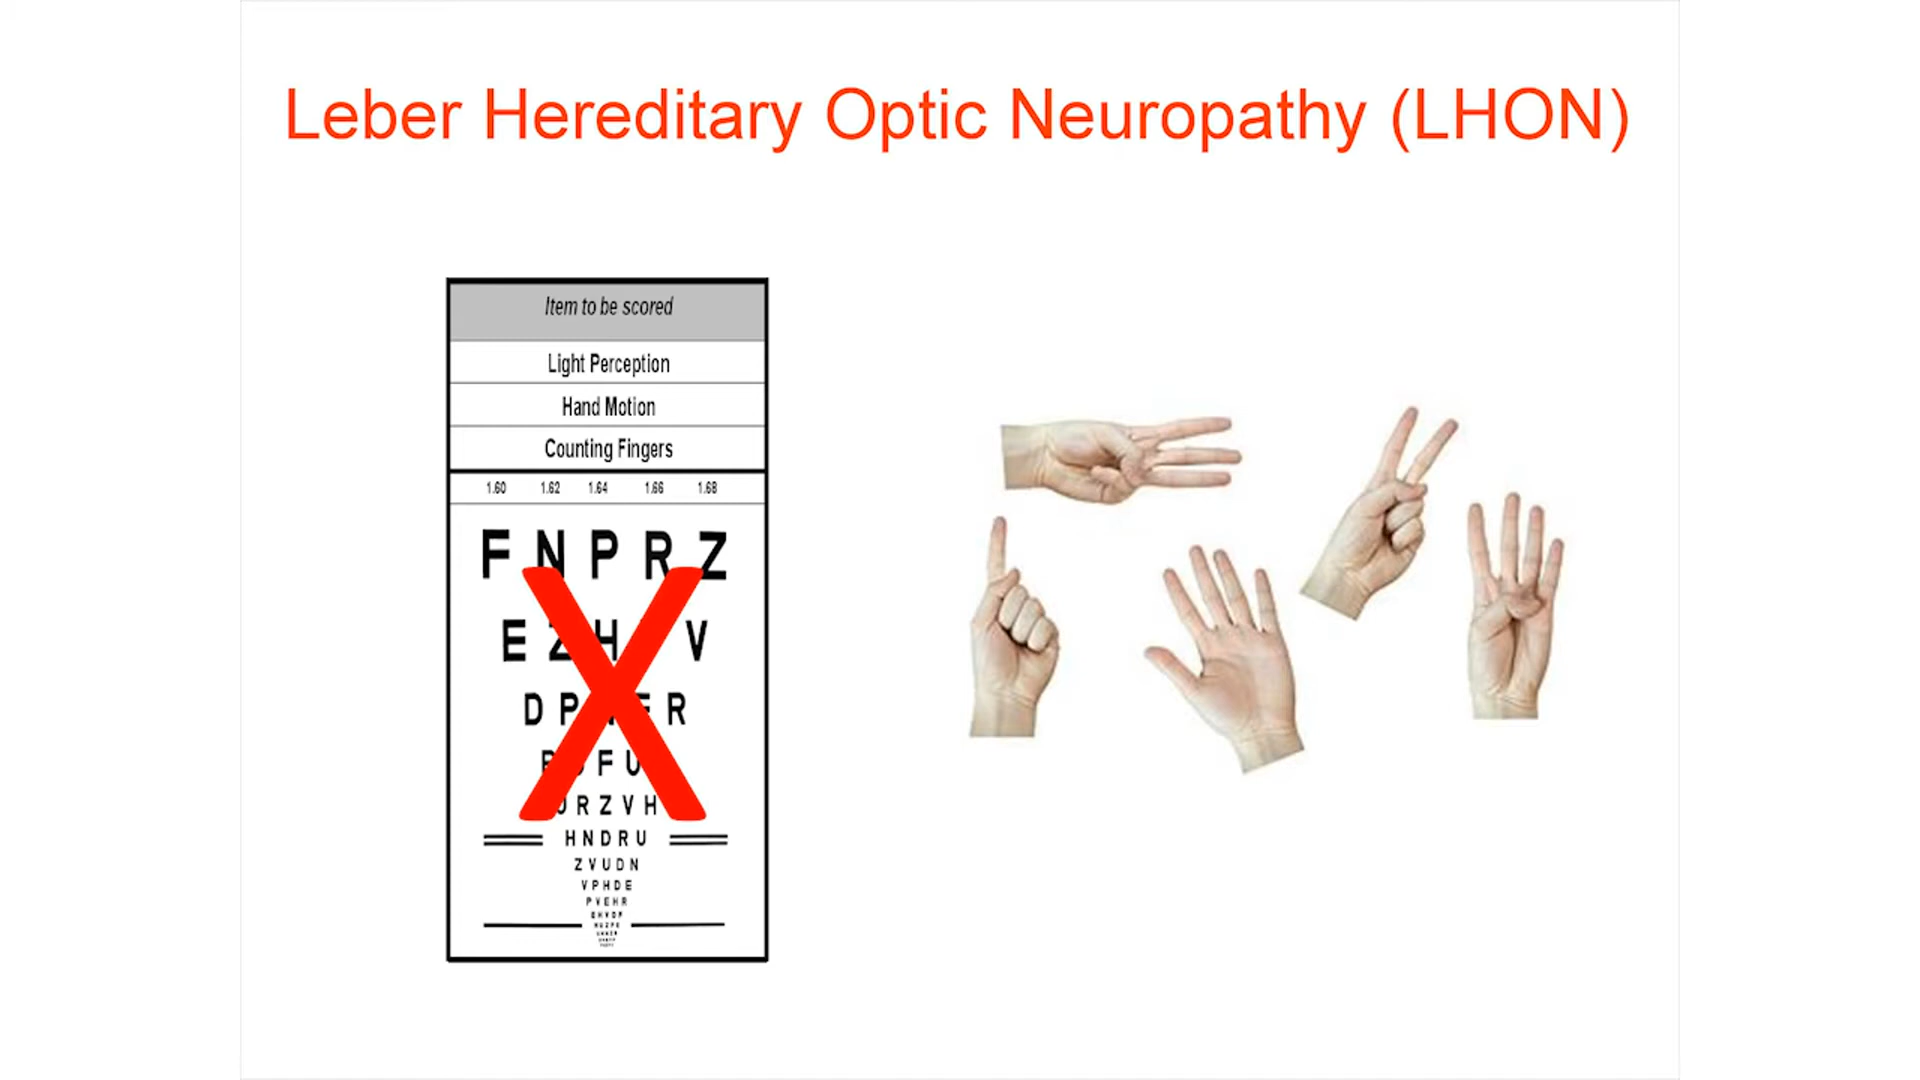 Leber Hereditary Optic Neuropathy (LHON)
Item to be scored
Light Perception
Hand Motion
Counting Fingers
1.60 1.62 1.64 1.66 1.68
F N P R Z
E Z H V
D P R
F U
R Z V H
H N D R U
Z V U D N
V P H D E
P V E H R